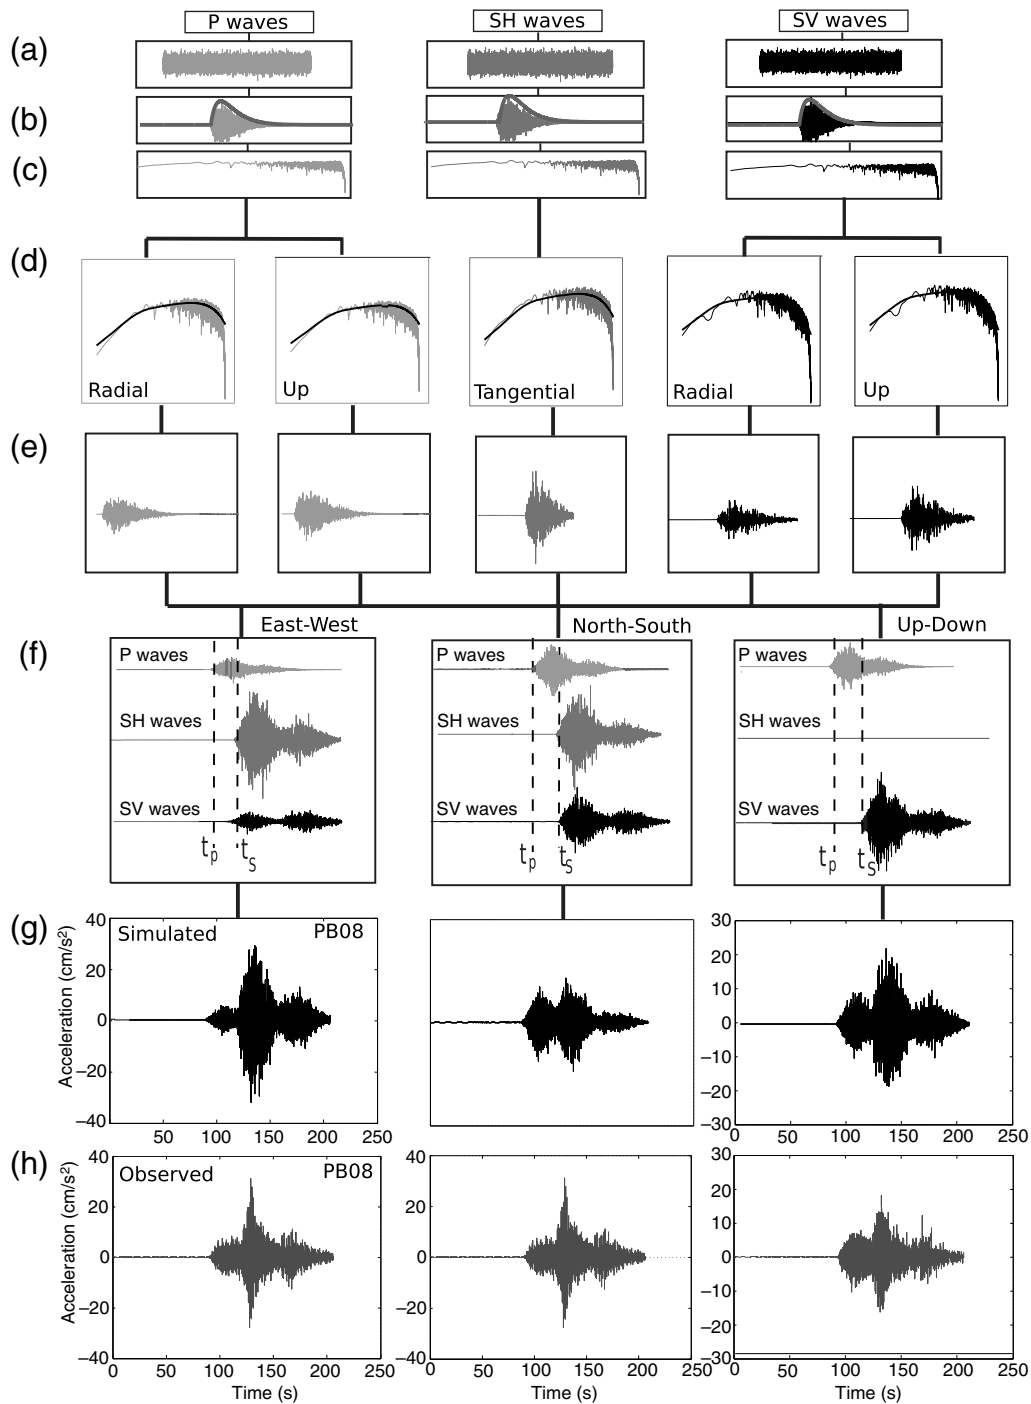 P waves SH waves SV waves
(a)
(b)
(c)
(d)
Radial Up Tangential Radial Up
(e)
East-West North-South Up-Down
(f)
P waves P waves P waves
SH waves SH waves SH waves
SV waves SV waves SV waves
tp tS tp tS tp tS
(g)
Simulated PB08
Acceleration (cm/s²)
40
20
0
−20
−40
0 50 100 150 200 250
30
20
10
0
−10
−20
−30
0 50 100 150 200 250
(h)
Observed PB08
Acceleration (cm/s²)
40
20
0
−20
−40
0 50 100 150 200 250
Time (s)
40
20
0
−20
−40
0 50 100 150 200 250
Time (s)
30
20
10
0
−10
−20
−30
0 50 100 150 200 250
Time (s)